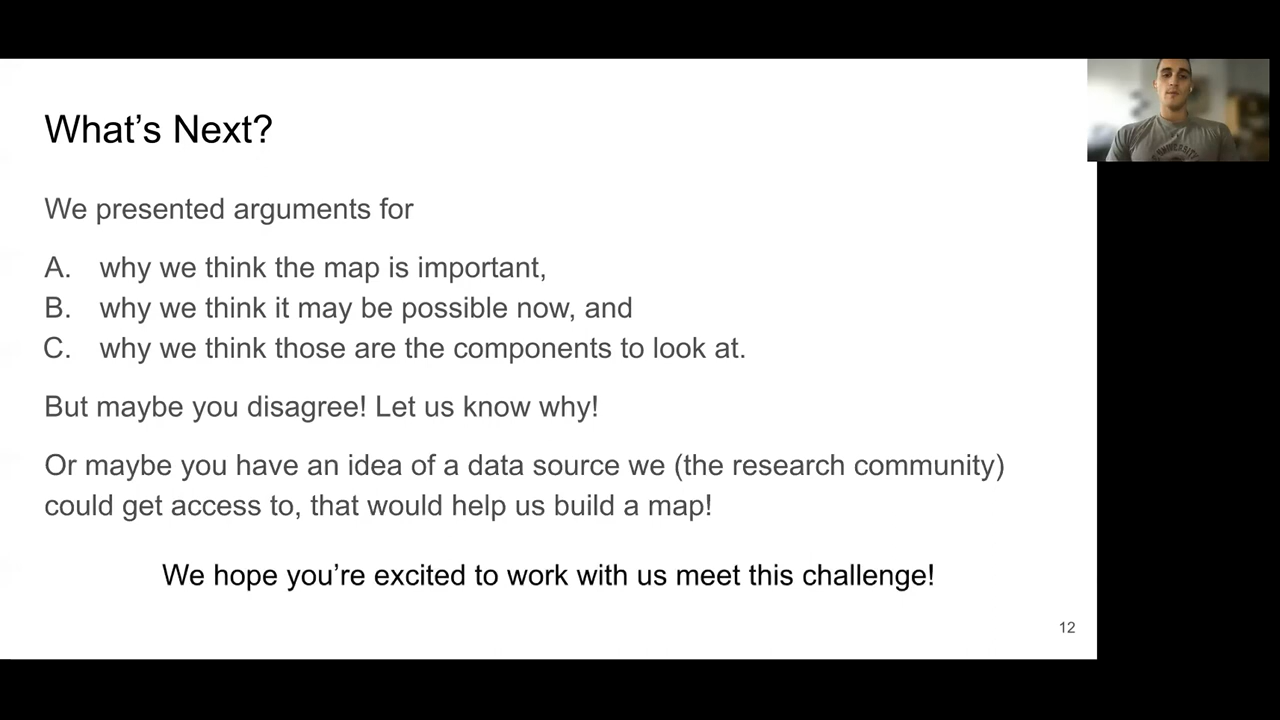 What's Next?
We presented arguments for
A. why we think the map is important,
B. why we think it may be possible now, and
C. why we think those are the components to look at.
But maybe you disagree! Let us know why!
Or maybe you have an idea of a data source we (the research community)
could get access to, that would help us build a map!
We hope you're excited to work with us meet this challenge!
12
UNIVERSITY